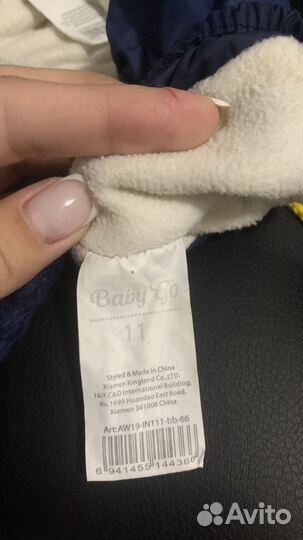 Baby Go
11
Styled & Made in China
Xiamen Kingland Co.,Ltd.
16/F,C&O International Building,
No.1699 Huandao East Road,
Xiamen 361008 China
Art:AW19-IN111-bb-66
6 941455 144360
Avito